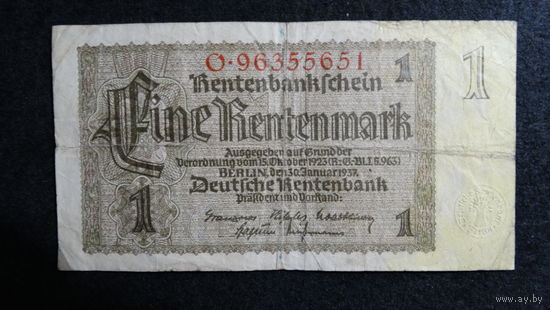 O·96355651
Rentenbankschein 1 1
Eine Rentenmark
Ausgegeben auf Grund der
Verordnung vom 15. Oktober 1923 (R.-G.-Bl. I S. 963)
BERLIN, den 30. Januar 1937.
Deutsche Rentenbank
Präsident und Vorstand:
1 1
www.ay.by